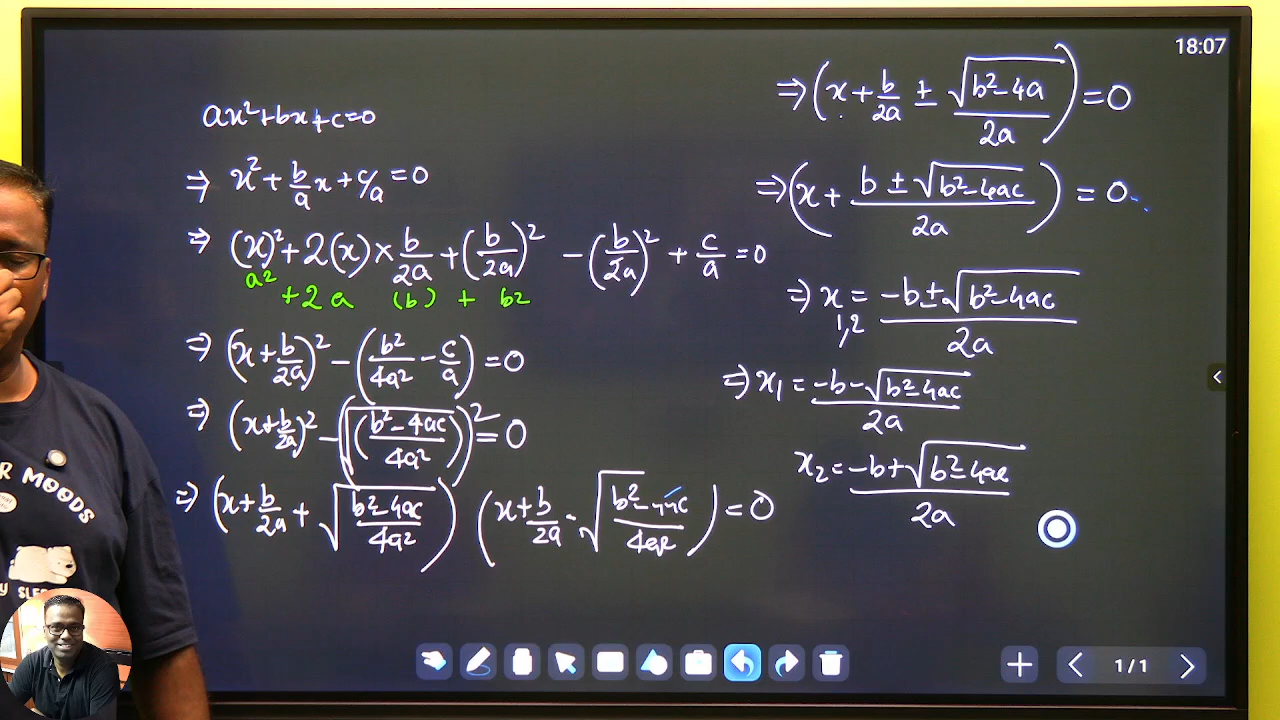 ax²+bx+c=0
⇒ x²+b/a x+c/a=0
⇒ (x)²+2(x)×b/2a+(b/2a)²-(b/2a)²+c/a=0
a²+2a (b) + b2
⇒ (x+b/2a)²-(b²/4a²-c/a)=0
⇒ (x+b/2a)²-(√((b²-4ac)/4a²))²=0
⇒ (x+b/2a+√(b²-4ac/4a²)) (x+b/2a-√(b²-4ac/4a²))=0
18:07
⇒ (x+b/2a±√(b²-4a)/2a)=0
⇒ (x+(b±√(b²-4ac))/2a)=0
⇒ x1,2=(-b±√(b²-4ac))/2a
⇒ x1=(-b-√(b²-4ac))/2a
x2=(-b+√(b²-4ac))/2a
MOODS
1/1